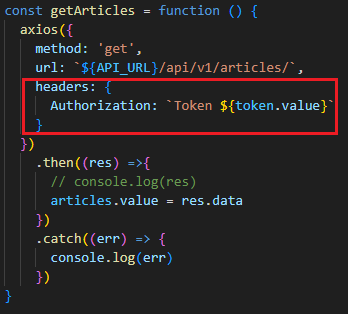 const getArticles = function () {
  axios({
    method: 'get',
    url: `${API_URL}/api/v1/articles/`,
    headers: {
      Authorization: `Token ${token.value}`
    }
  })
    .then((res) =>{
      // console.log(res)
      articles.value = res.data
    })
    .catch((err) => {
      console.log(err)
    })
}